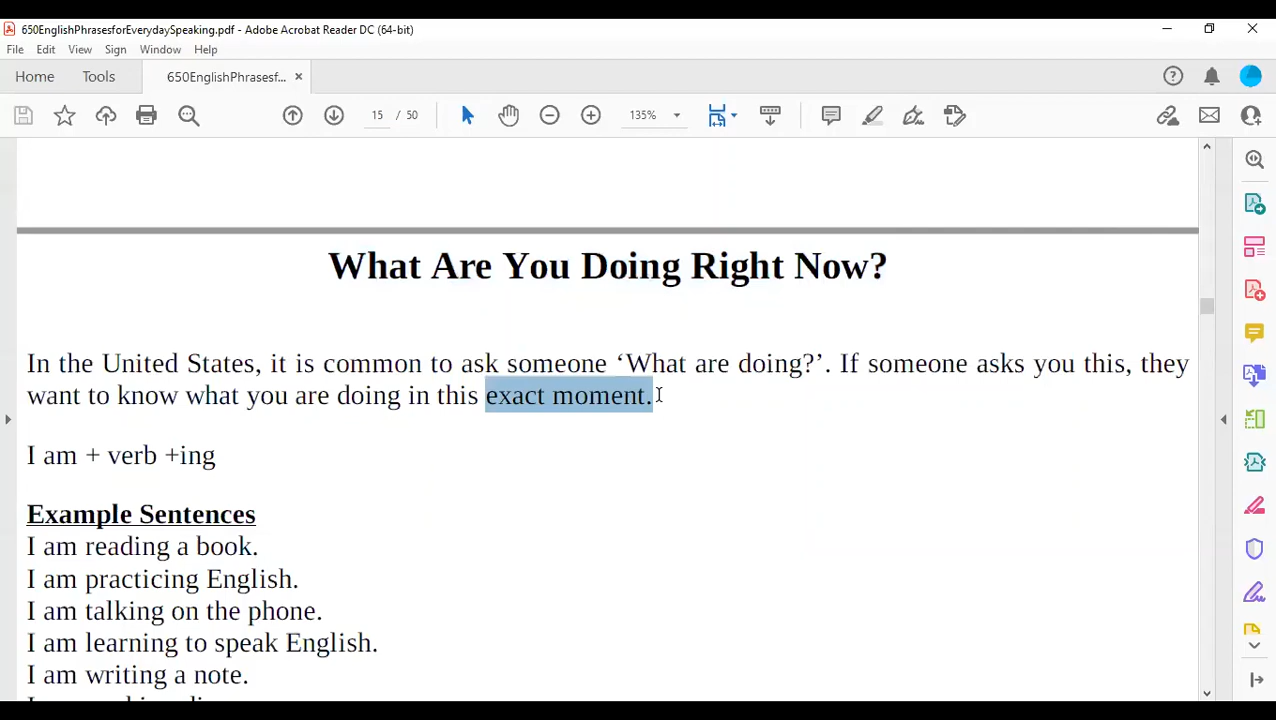 650EnglishPhrasesforEverydaySpeaking.pdf - Adobe Acrobat Reader DC (64-bit)
File Edit View Sign Window Help
Home Tools 650EnglishPhrasesf... ×
15 / 50 135%
What Are You Doing Right Now?
In the United States, it is common to ask someone ‘What are doing?’. If someone asks you this, they
want to know what you are doing in this exact moment.
I am + verb +ing
Example Sentences
I am reading a book.
I am practicing English.
I am talking on the phone.
I am learning to speak English.
I am writing a note.